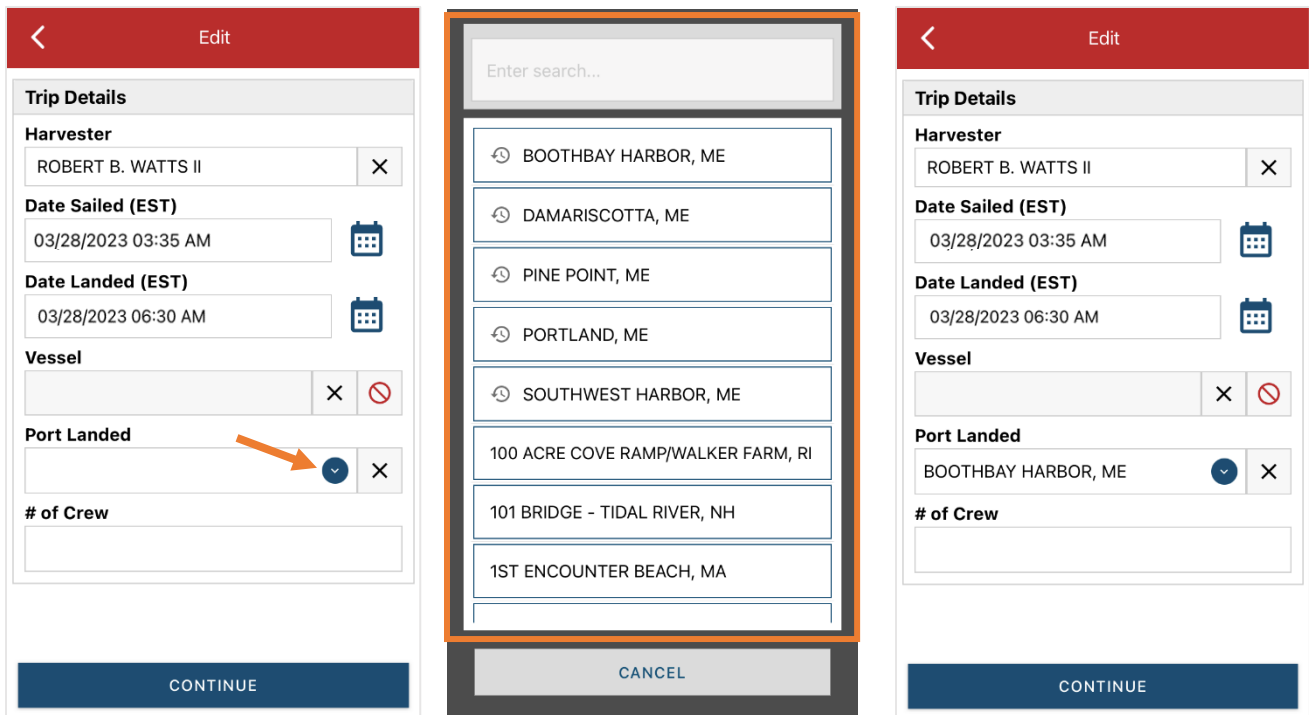 Edit
Trip Details
Harvester
ROBERT B. WATTS II
Date Sailed (EST)
03/28/2023 03:35 AM
Date Landed (EST)
03/28/2023 06:30 AM
Vessel
Port Landed
# of Crew
CONTINUE
Enter search...
BOOTHBAY HARBOR, ME
DAMARISCOTTA, ME
PINE POINT, ME
PORTLAND, ME
SOUTHWEST HARBOR, ME
100 ACRE COVE RAMP/WALKER FARM, RI
101 BRIDGE - TIDAL RIVER, NH
1ST ENCOUNTER BEACH, MA
CANCEL
Edit
Trip Details
Harvester
ROBERT B. WATTS II
Date Sailed (EST)
03/28/2023 03:35 AM
Date Landed (EST)
03/28/2023 06:30 AM
Vessel
Port Landed
BOOTHBAY HARBOR, ME
# of Crew
CONTINUE